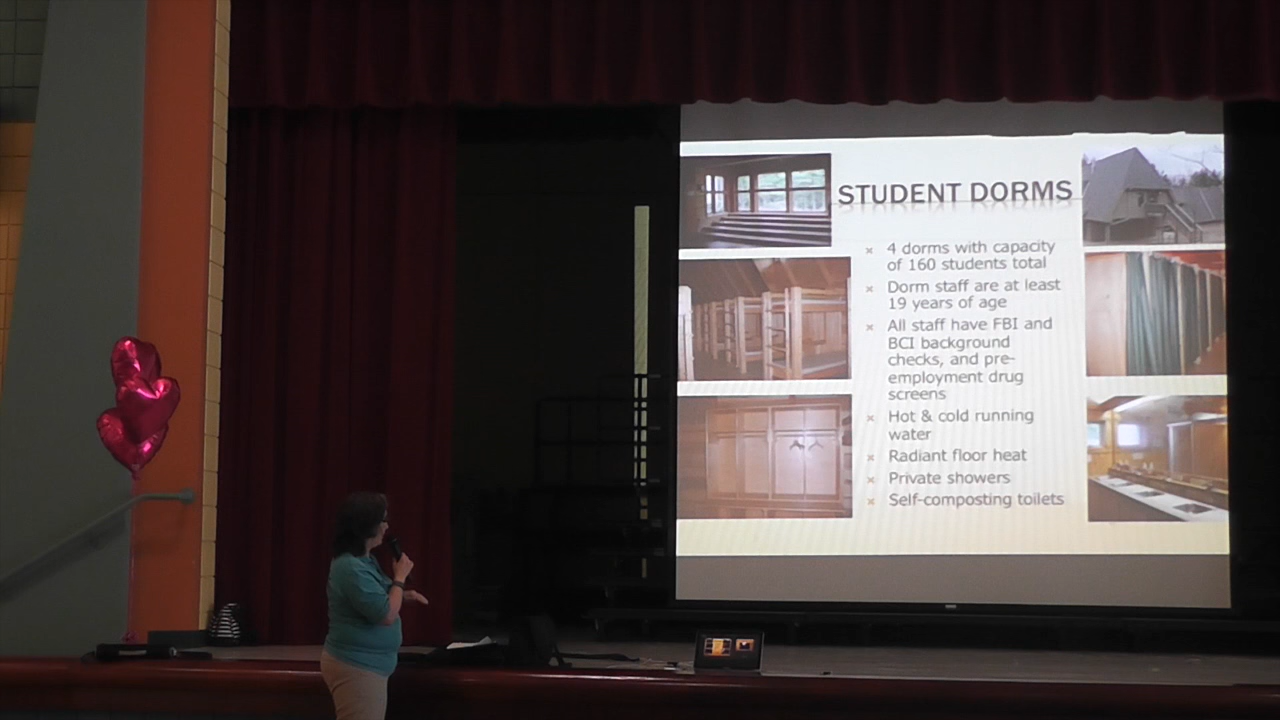 STUDENT DORMS
4 dorms with capacity
of 160 students total
Dorm staff are at least
19 years of age
All staff have FBI and
BCI background
checks, and pre-
employment drug
screens
Hot & cold running
water
Radiant floor heat
Private showers
Self-composting toilets